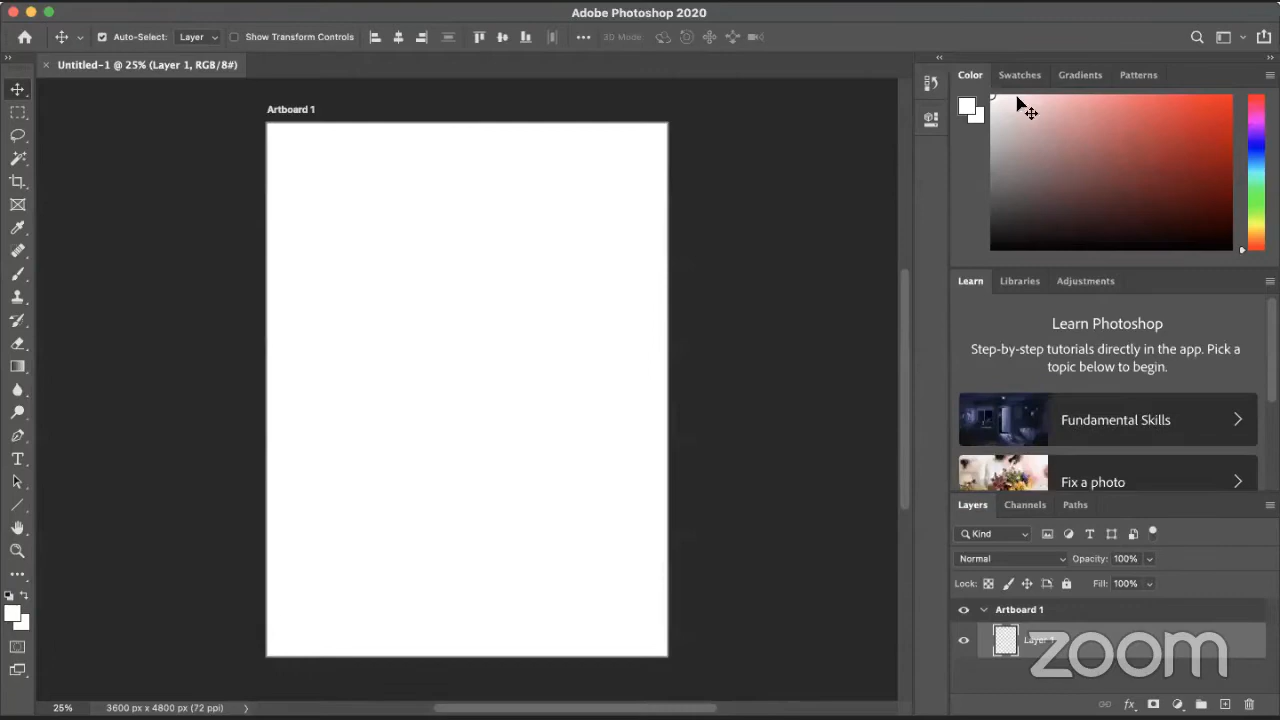 Adobe Photoshop 2020
Auto-Select: Layer Show Transform Controls 3D Mode:
Untitled-1 @ 25% (Layer 1, RGB/8#)
Artboard 1
Color Swatches Gradients Patterns
Learn Libraries Adjustments
Learn Photoshop
Step-by-step tutorials directly in the app. Pick a
topic below to begin.
Fundamental Skills
Fix a photo
Layers Channels Paths
Kind
Normal Opacity: 100%
Lock: Fill: 100%
Artboard 1
Layer 1
zoom
25% 3600 px x 4800 px (72 ppi)